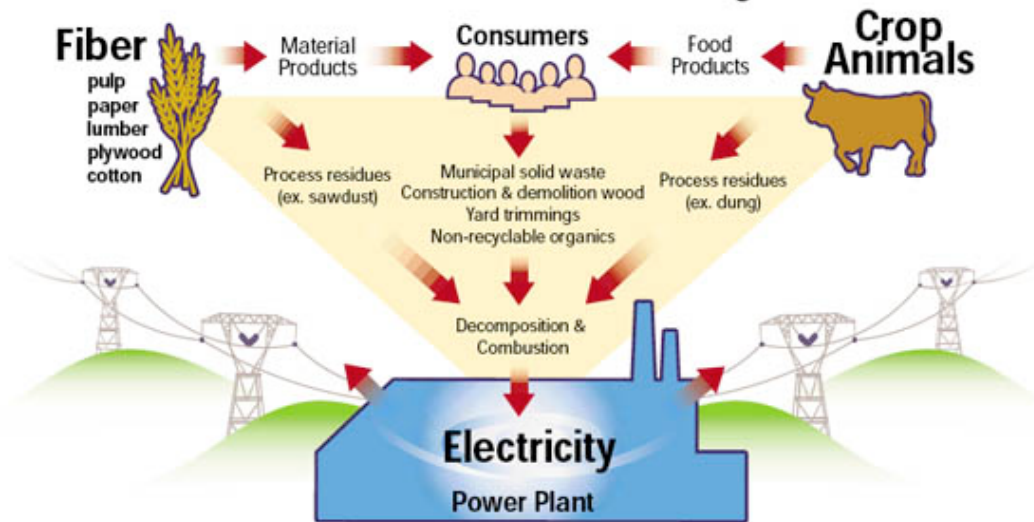 Fiber
pulp
paper
lumber
plywood
cotton
Material
Products
Consumers
Food
Products
Crop
Animals
Process residues
(ex. sawdust)
Municipal solid waste
Construction & demolition wood
Yard trimmings
Non-recyclable organics
Process residues
(ex. dung)
Decomposition &
Combustion
Electricity
Power Plant